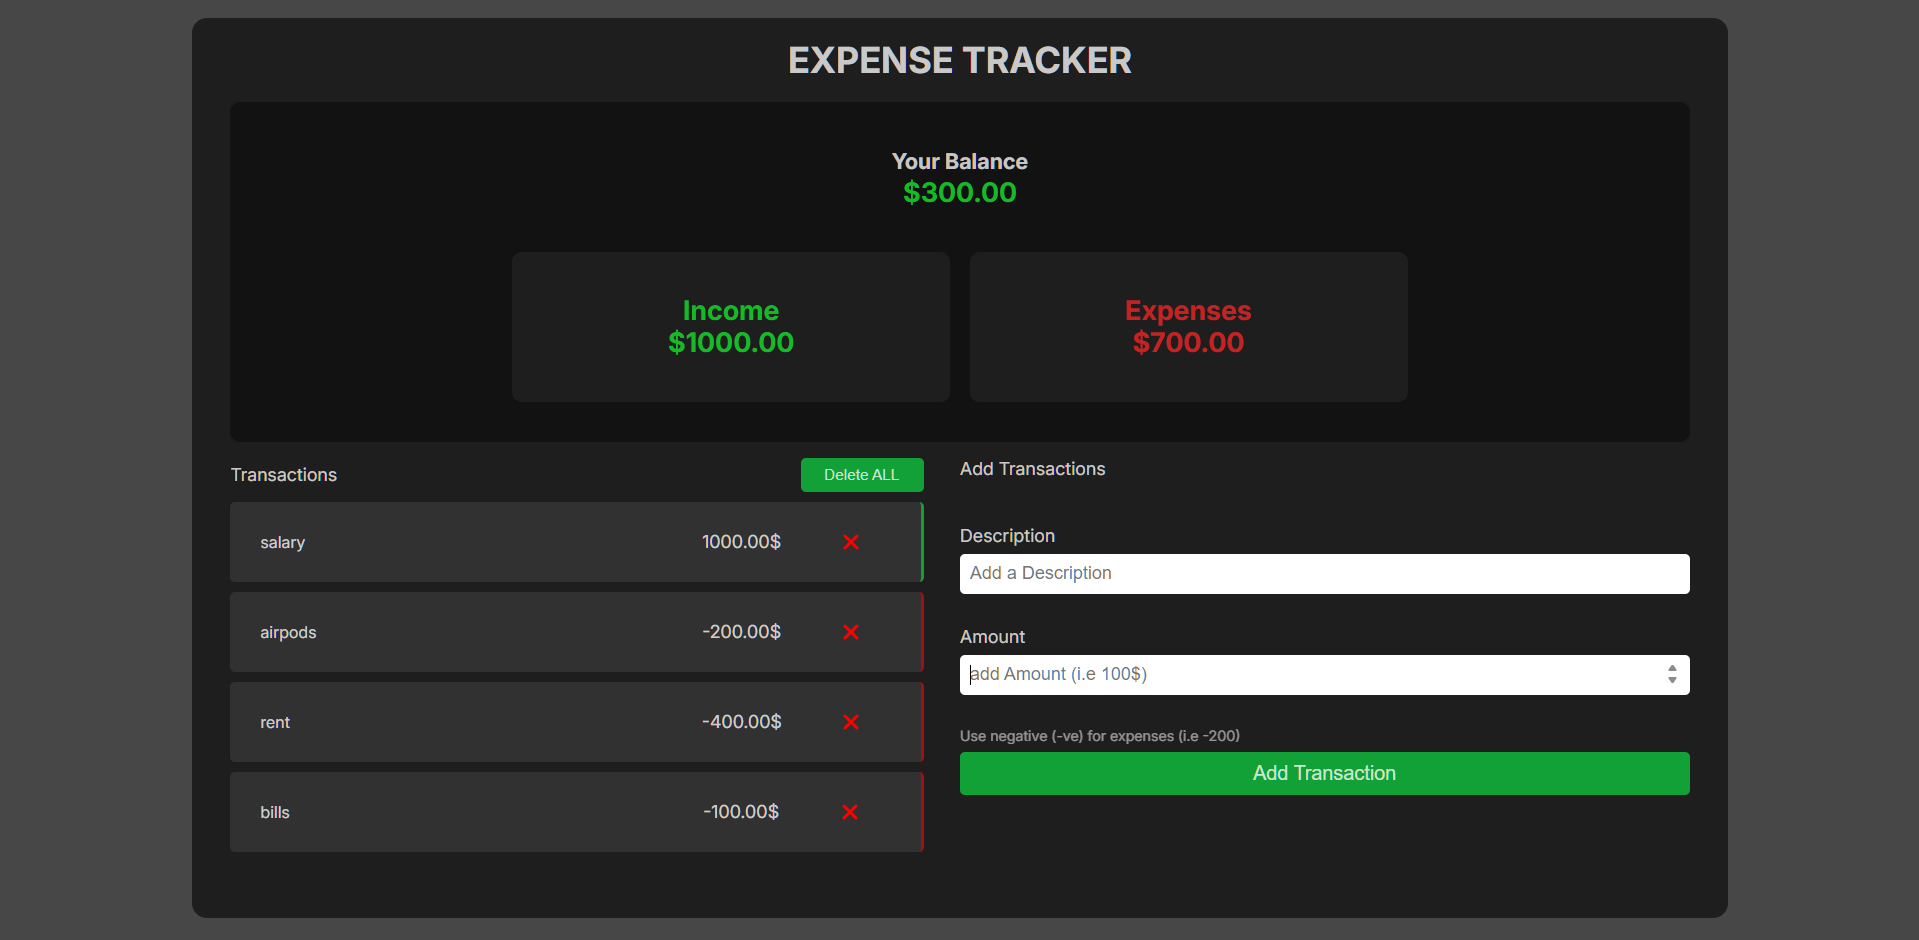 EXPENSE TRACKER
Your Balance
$300.00
Income
$1000.00
Expenses
$700.00
Transactions
Delete ALL
salary 1000.00$
airpods -200.00$
rent -400.00$
bills -100.00$
Add Transactions
Description
Add a Description
Amount
add Amount (i.e 100$)
Use negative (-ve) for expenses (i.e -200)
Add Transaction